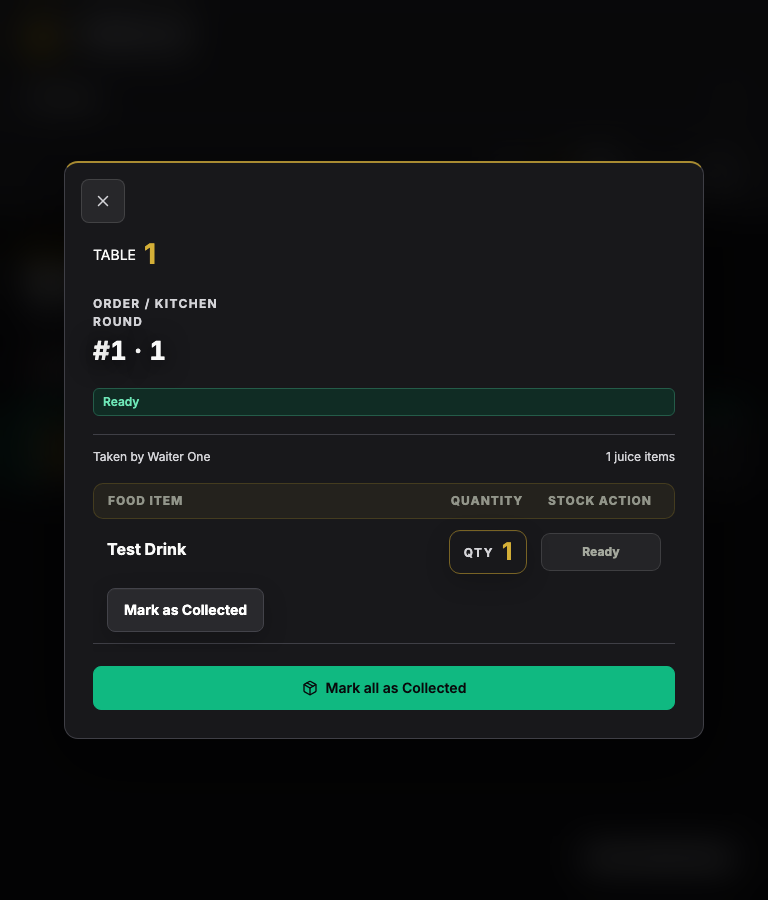 TABLE 1
ORDER / KITCHEN
ROUND
#1 · 1
Ready
Taken by Waiter One 1 juice items
FOOD ITEM QUANTITY STOCK ACTION
Test Drink QTY 1 Ready
Mark as Collected
Mark all as Collected